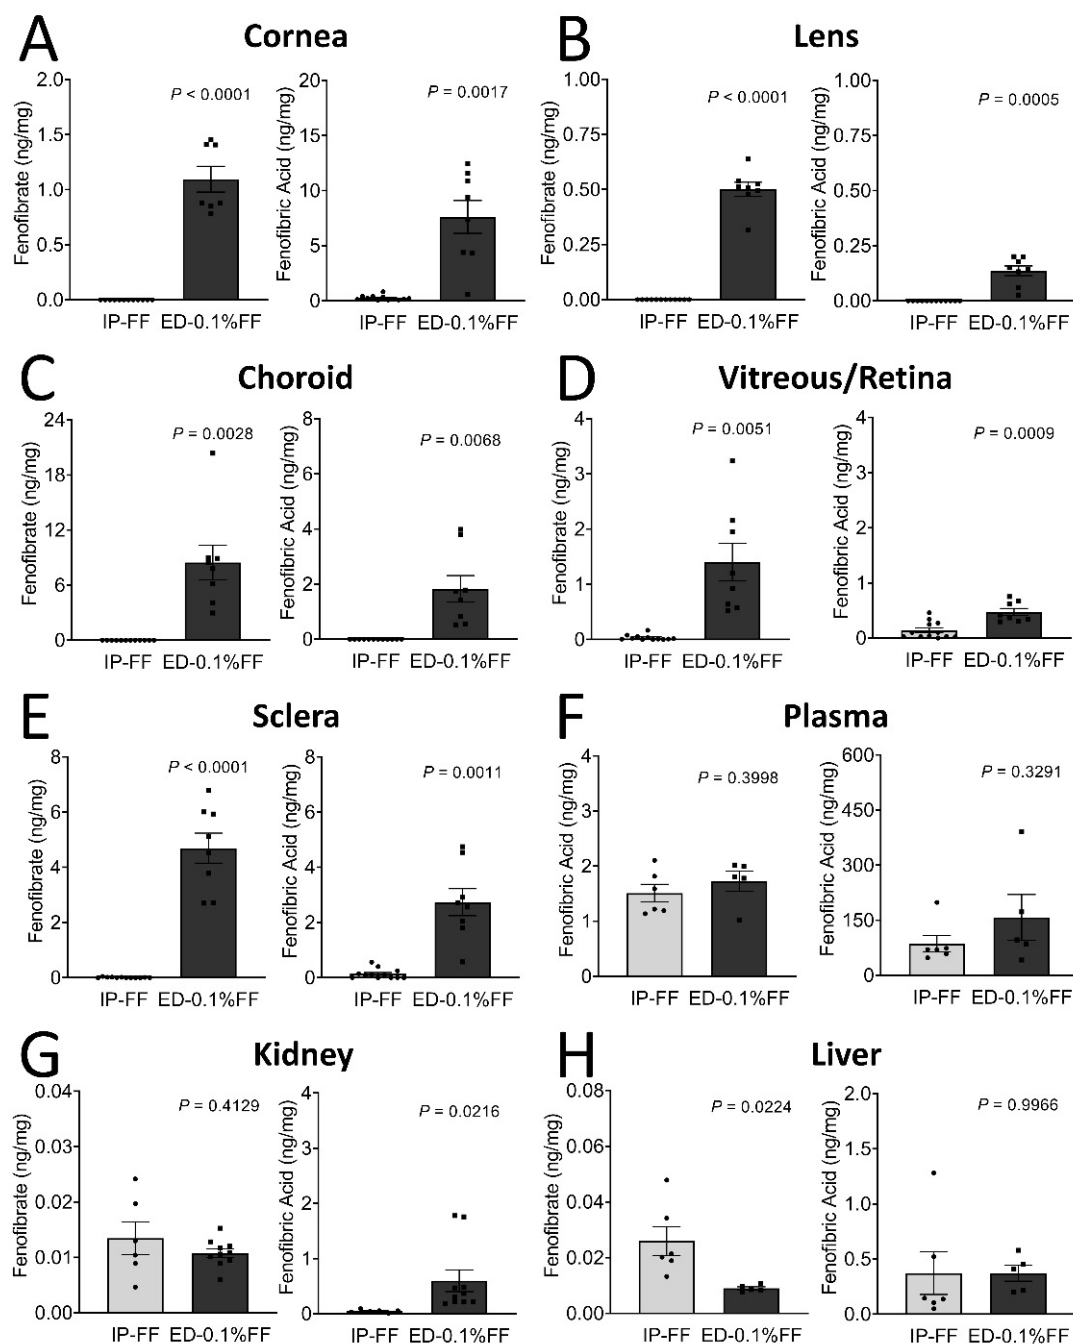 A Cornea
Fenofibrate (ng/mg)
2.0
1.5
1.0
0.5
0.0
P < 0.0001
IP-FF ED-0.1%FF
Fenofibric Acid (ng/mg)
20
15
10
5
0
P = 0.0017
IP-FF ED-0.1%FF
B Lens
Fenofibrate (ng/mg)
1.00
0.75
0.50
0.25
0.00
P < 0.0001
IP-FF ED-0.1%FF
Fenofibric Acid (ng/mg)
1.00
0.75
0.50
0.25
0.00
P = 0.0005
IP-FF ED-0.1%FF
C Choroid
Fenofibrate (ng/mg)
24
18
12
6
0
P = 0.0028
IP-FF ED-0.1%FF
Fenofibric Acid (ng/mg)
8
6
4
2
0
P = 0.0068
IP-FF ED-0.1%FF
D Vitreous/Retina
Fenofibrate (ng/mg)
4
3
2
1
0
P = 0.0051
IP-FF ED-0.1%FF
Fenofibric Acid (ng/mg)
4
3
2
1
0
P = 0.0009
IP-FF ED-0.1%FF
E Sclera
Fenofibrate (ng/mg)
8
6
4
2
0
P < 0.0001
IP-FF ED-0.1%FF
Fenofibric Acid (ng/mg)
8
6
4
2
0
P = 0.0011
IP-FF ED-0.1%FF
F Plasma
Fenofibric Acid (ng/mg)
4
3
2
1
0
P = 0.3998
IP-FF ED-0.1%FF
Fenofibric Acid (ng/mg)
600
450
300
150
0
P = 0.3291
IP-FF ED-0.1%FF
G Kidney
Fenofibrate (ng/mg)
0.04
0.03
0.02
0.01
0.00
P = 0.4129
IP-FF ED-0.1%FF
Fenofibric Acid (ng/mg)
4
3
2
1
0
P = 0.0216
IP-FF ED-0.1%FF
H Liver
Fenofibrate (ng/mg)
0.08
0.06
0.04
0.02
0.00
P = 0.0224
IP-FF ED-0.1%FF
Fenofibric Acid (ng/mg)
2.0
1.5
1.0
0.5
0.0
P = 0.9966
IP-FF ED-0.1%FF